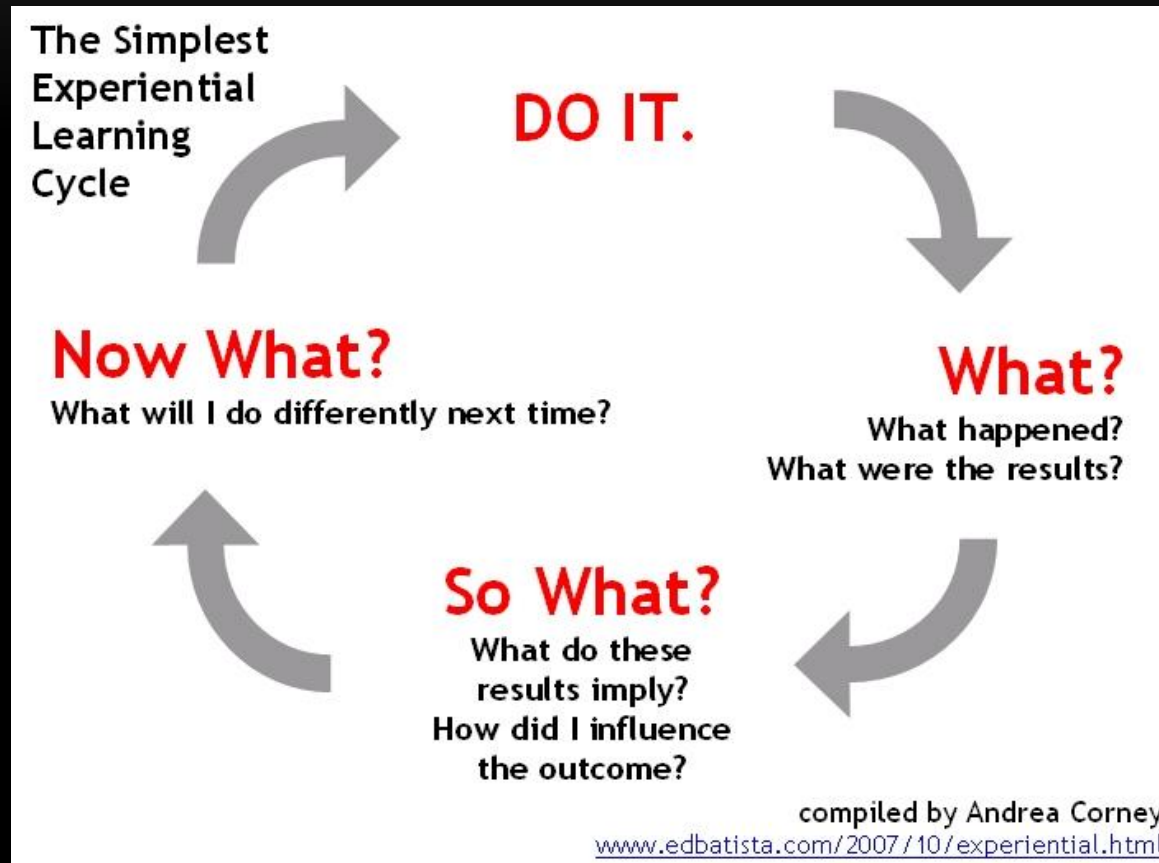 The Simplest
Experiential
Learning
Cycle
DO IT.
What?
What happened?
What were the results?
So What?
What do these
results imply?
How did I influence
the outcome?
Now What?
What will I do differently next time?
compiled by Andrea Corney
www.edbatista.com/2007/10/experiential.html